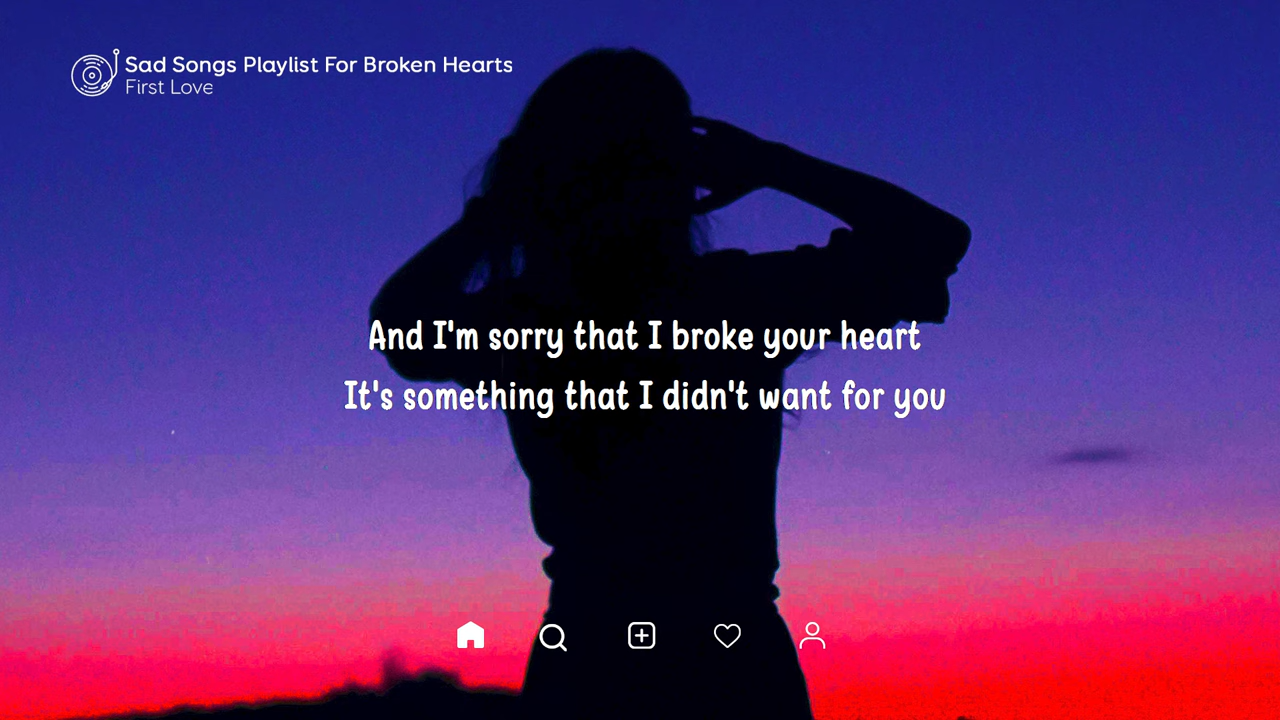 Sad Songs Playlist For Broken Hearts
First Love
And I'm sorry that I broke your heart
It's something that I didn't want for you